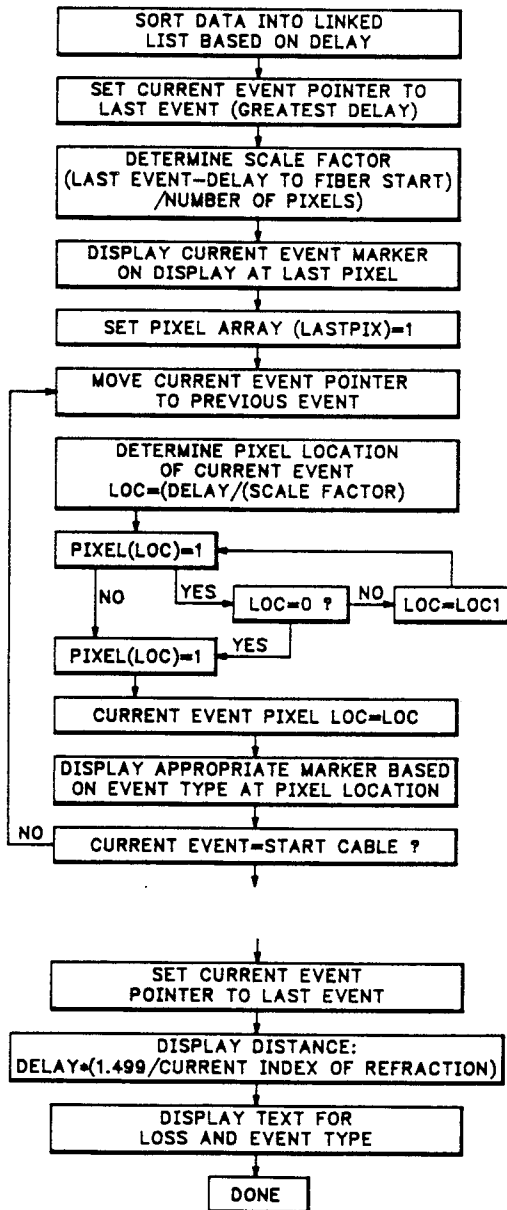 SORT DATA INTO LINKED
LIST BASED ON DELAY
SET CURRENT EVENT POINTER TO
LAST EVENT (GREATEST DELAY)
DETERMINE SCALE FACTOR
(LAST EVENT-DELAY TO FIBER START)
/NUMBER OF PIXELS)
DISPLAY CURRENT EVENT MARKER
ON DISPLAY AT LAST PIXEL
SET PIXEL ARRAY (LASTPIX)=1
MOVE CURRENT EVENT POINTER
TO PREVIOUS EVENT
DETERMINE PIXEL LOCATION
OF CURRENT EVENT
LOC=(DELAY/(SCALE FACTOR)
PIXEL(LOC)=1
NO
YES
LOC=0 ?
NO
LOC=LOC1
YES
PIXEL(LOC)=1
CURRENT EVENT PIXEL LOC=LOC
DISPLAY APPROPRIATE MARKER BASED
ON EVENT TYPE AT PIXEL LOCATION
NO
CURRENT EVENT=START CABLE ?
SET CURRENT EVENT
POINTER TO LAST EVENT
DISPLAY DISTANCE:
DELAY*(1.499/CURRENT INDEX OF REFRACTION)
DISPLAY TEXT FOR
LOSS AND EVENT TYPE
DONE